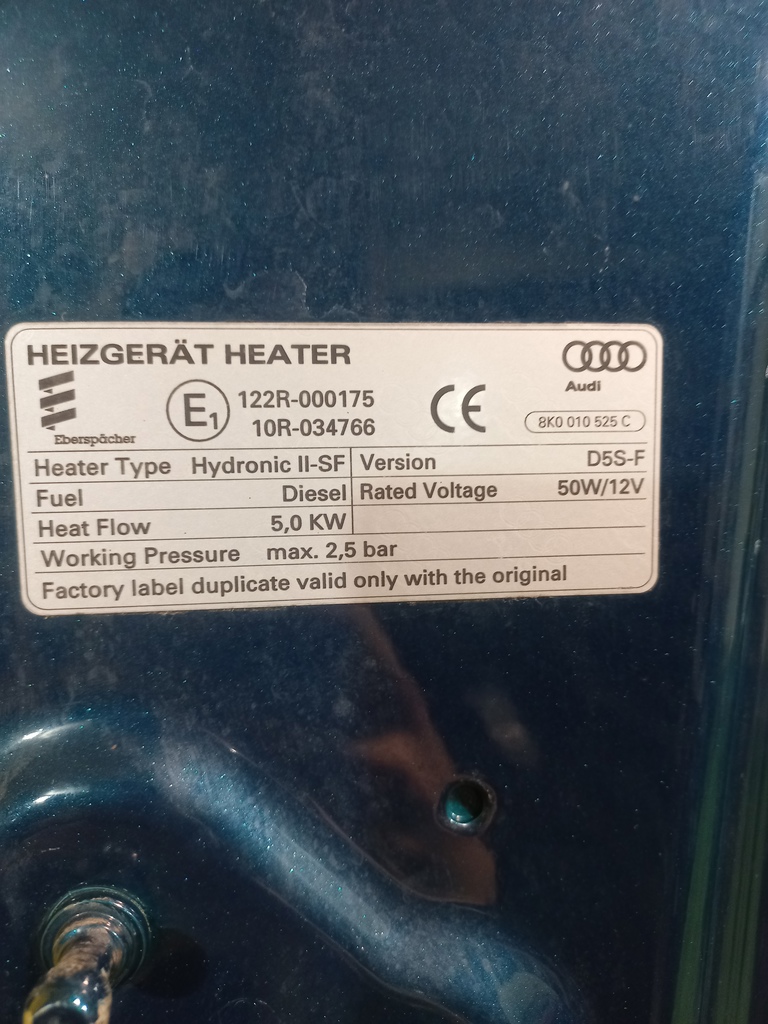 HEIZGERÄT HEATER
Audi
Eberspächer
E1
122R-000175
10R-034766
CE
8K0 010 525 C
Heater Type Hydronic II-SF Version D5S-F
Fuel Diesel Rated Voltage 50W/12V
Heat Flow 5,0 KW
Working Pressure max. 2,5 bar
Factory label duplicate valid only with the original